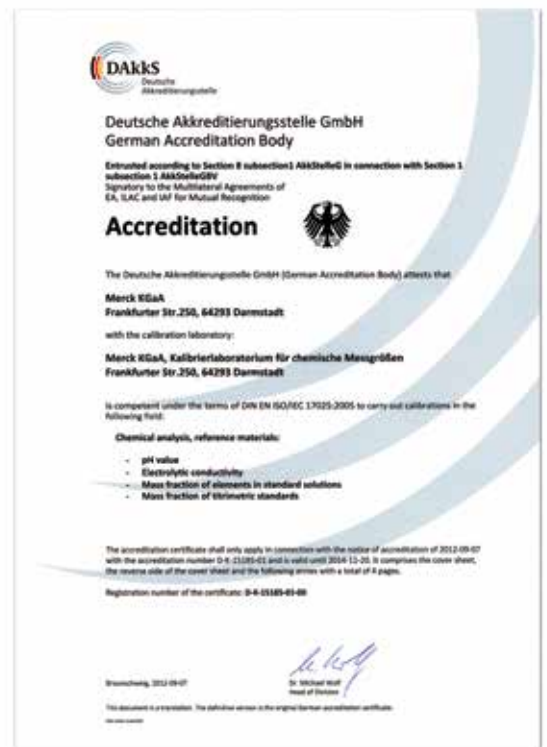 DAkkS
Deutsche
Akkreditierungsstelle
Deutsche Akkreditierungsstelle GmbH
German Accreditation Body
Entrusted according to Section 8 subsection1 AkkStelleG in connection with Section 1
subsection 1 AkkStelleGBV
Signatory to the Multilateral Agreements of
EA, ILAC and IAF for Mutual Recognition
Accreditation
The Deutsche Akkreditierungsstelle GmbH (German Accreditation Body) attests that
Merck KGaA
Frankfurter Str.250, 64293 Darmstadt
with the calibration laboratory:
Merck KGaA, Kalibrierlaboratorium für chemische Messgrößen
Frankfurter Str.250, 64293 Darmstadt
is competent under the terms of DIN EN ISO/IEC 17025:2005 to carry out calibrations in the
following field:
Chemical analysis, reference materials:
- pH value
- Electrolytic conductivity
- Mass fraction of elements in standard solutions
- Mass fraction of titrimetric standards
The accreditation certificate shall only apply in connection with the notice of accreditation of 2012-09-07
with the accreditation number D-K-15185-01 and is valid until 2014-11-20. It comprises the cover sheet,
the reverse side of the cover sheet and the following annex with a total of 4 pages.
Registration number of the certificate: D-K-15185-01-00
Braunschweig, 2012-09-07
Dr. Michael Wolf
Head of Division
This document is a translation. The definitive version is the original German accreditation certificate.